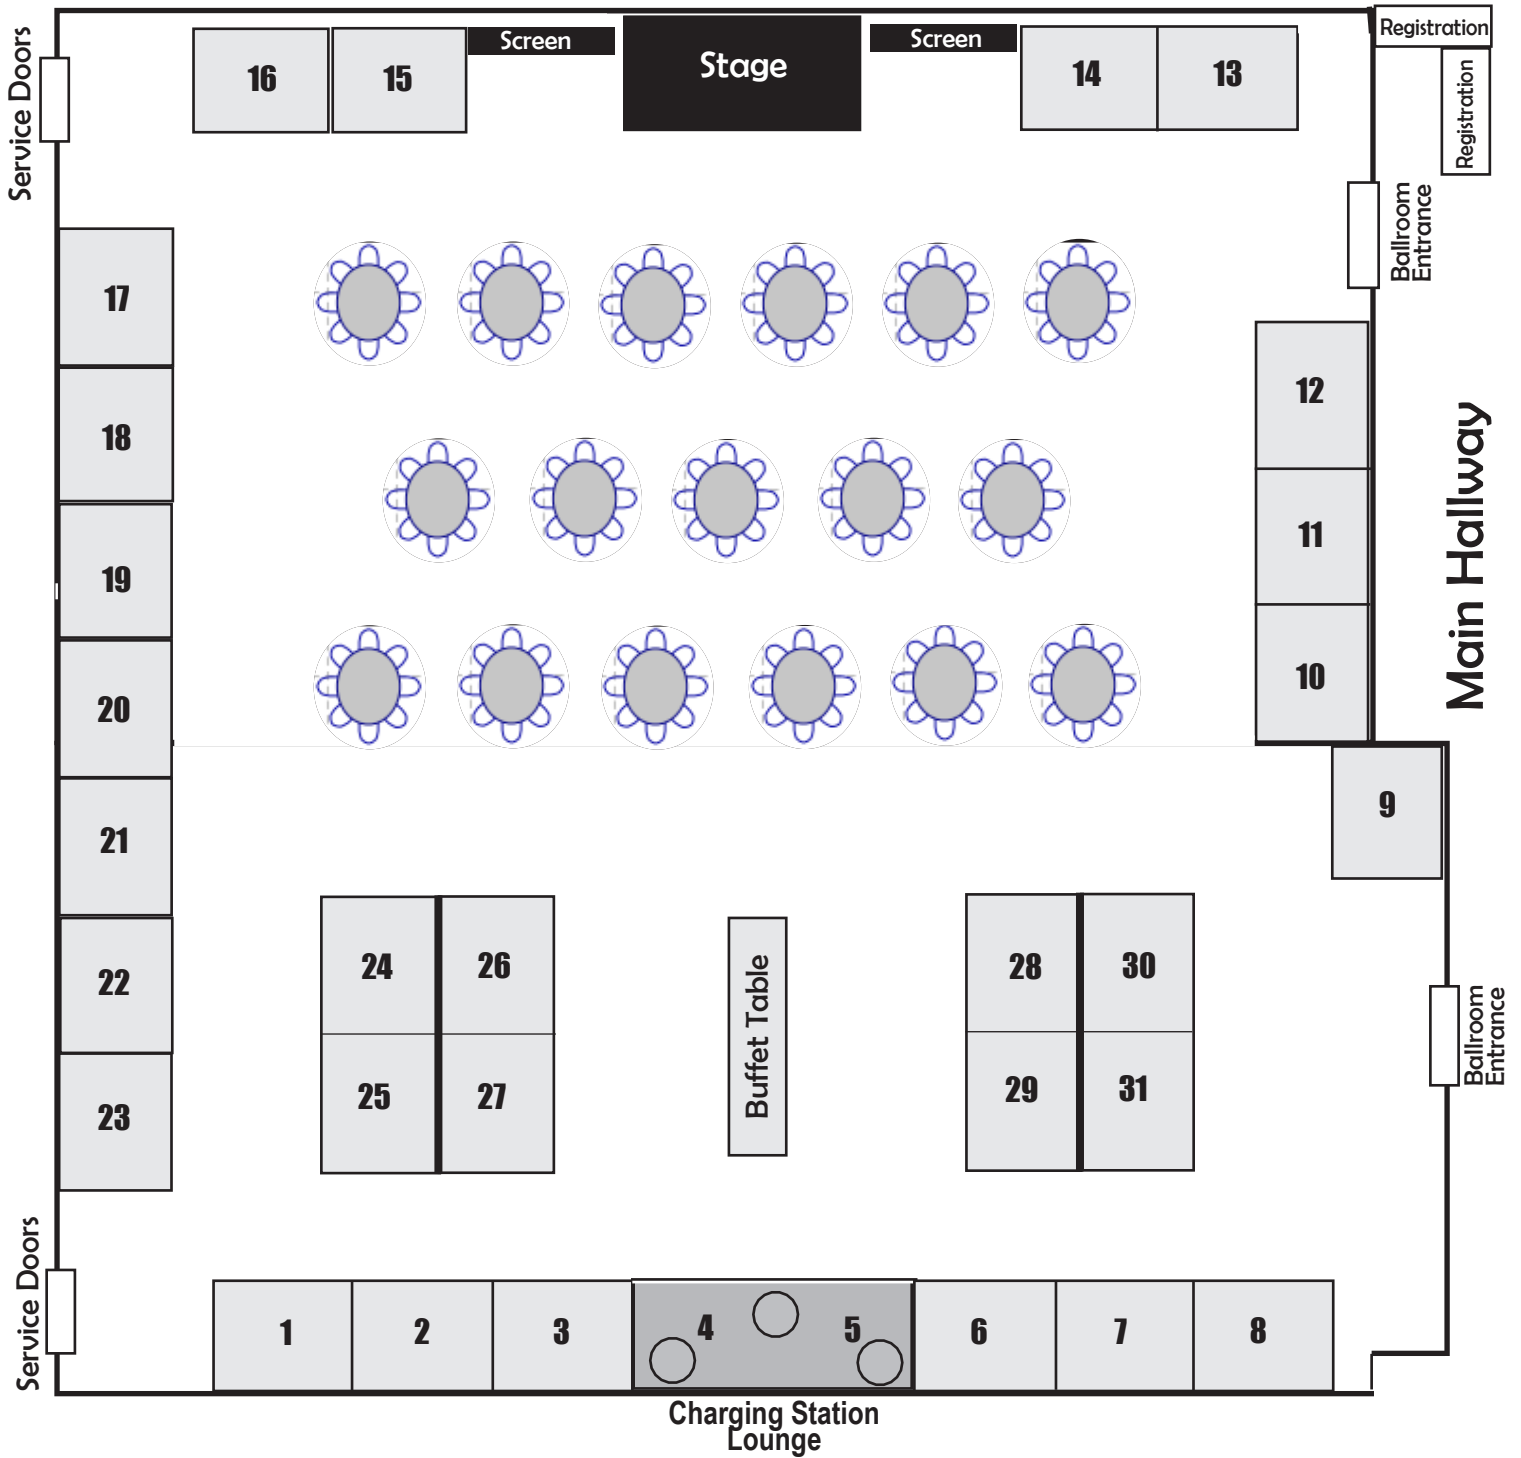 Registration
Screen
Stage
Screen
Service Doors
16
15
14
13
Registration
Ballroom
Entrance
17
12
18
11
Main Hallway
19
10
20
9
21
24
26
28
30
22
Buffet Table
Ballroom
Entrance
25
27
29
31
23
Service Doors
1
2
3
4
5
6
7
8
Charging Station
Lounge